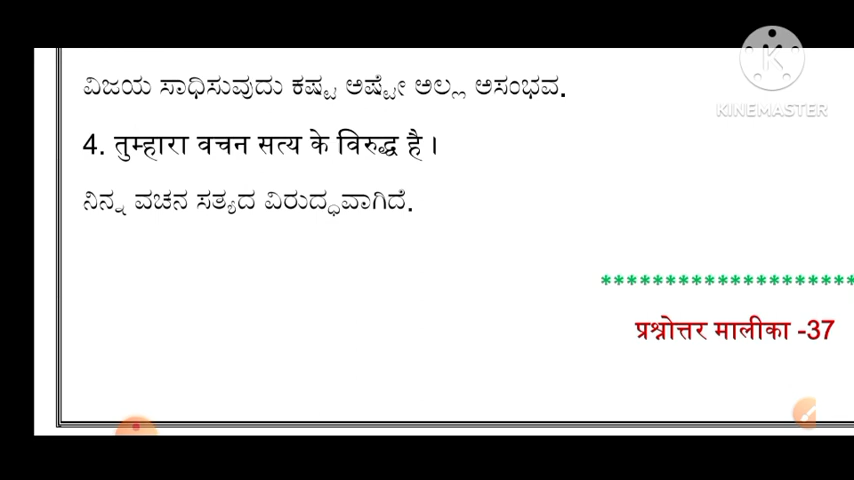 K
KINEMASTER
ವಿಜಯ ಸಾಧಿಸುವುದು ಕಷ್ಟ ಅಷ್ಟೇ ಅಲ್ಲ ಅಸಂಭವ.
4. तुम्हारा वचन सत्य के विरुद्ध है।
ನಿನ್ನ ವಚನ ಸತ್ಯದ ವಿರುದ್ಧವಾಗಿದೆ.
********************
प्रश्नोत्तर मालीका -37